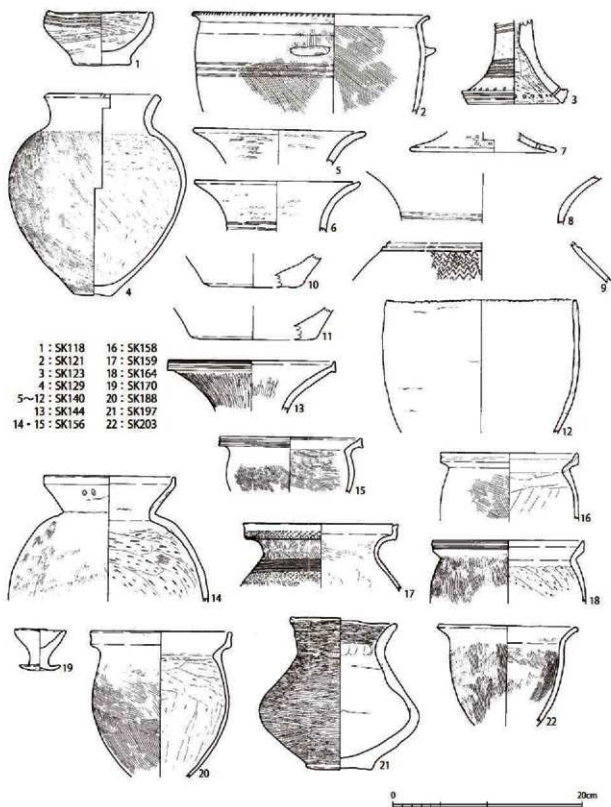 1
2
3
4
5
6
7
8
9
10
11
12
1 : SK118
2 : SK121
3 : SK123
4 : SK129
5〜12 : SK140
13 : SK144
14・15 : SK156
16 : SK158
17 : SK159
18 : SK164
19 : SK170
20 : SK188
21 : SK197
22 : SK203
13
14
15
16
17
18
19
20
21
22
0 20cm